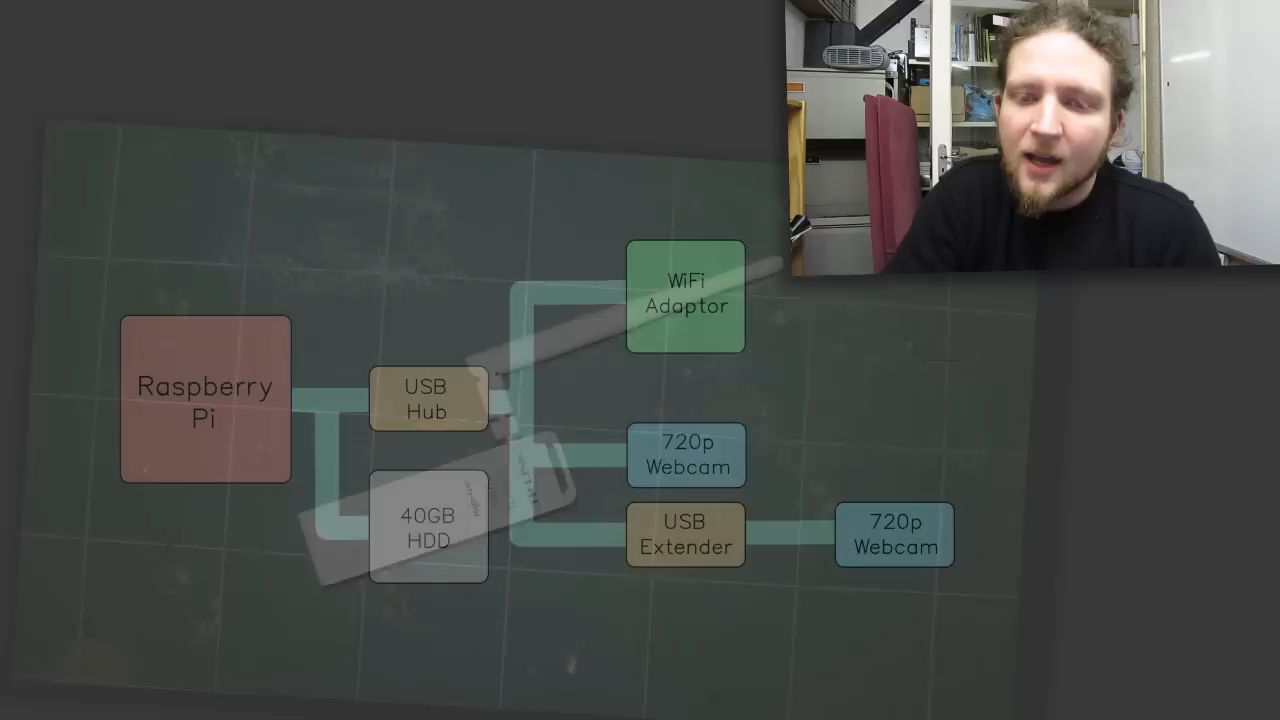 WiFi
Adaptor
Raspberry
Pi
USB
Hub
720p
Webcam
40GB
HDD
USB
Extender
720p
Webcam